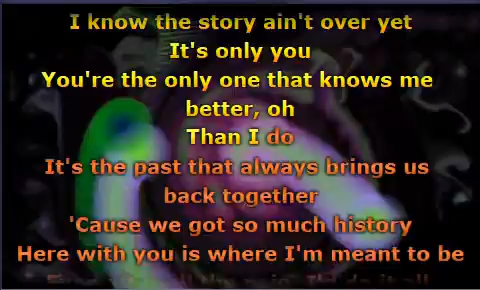 I know the story ain't over yet
It's only you
You're the only one that knows me
better, oh
Than I do
It's the past that always brings us
back together
'Cause we got so much history
Here with you is where I'm meant to be